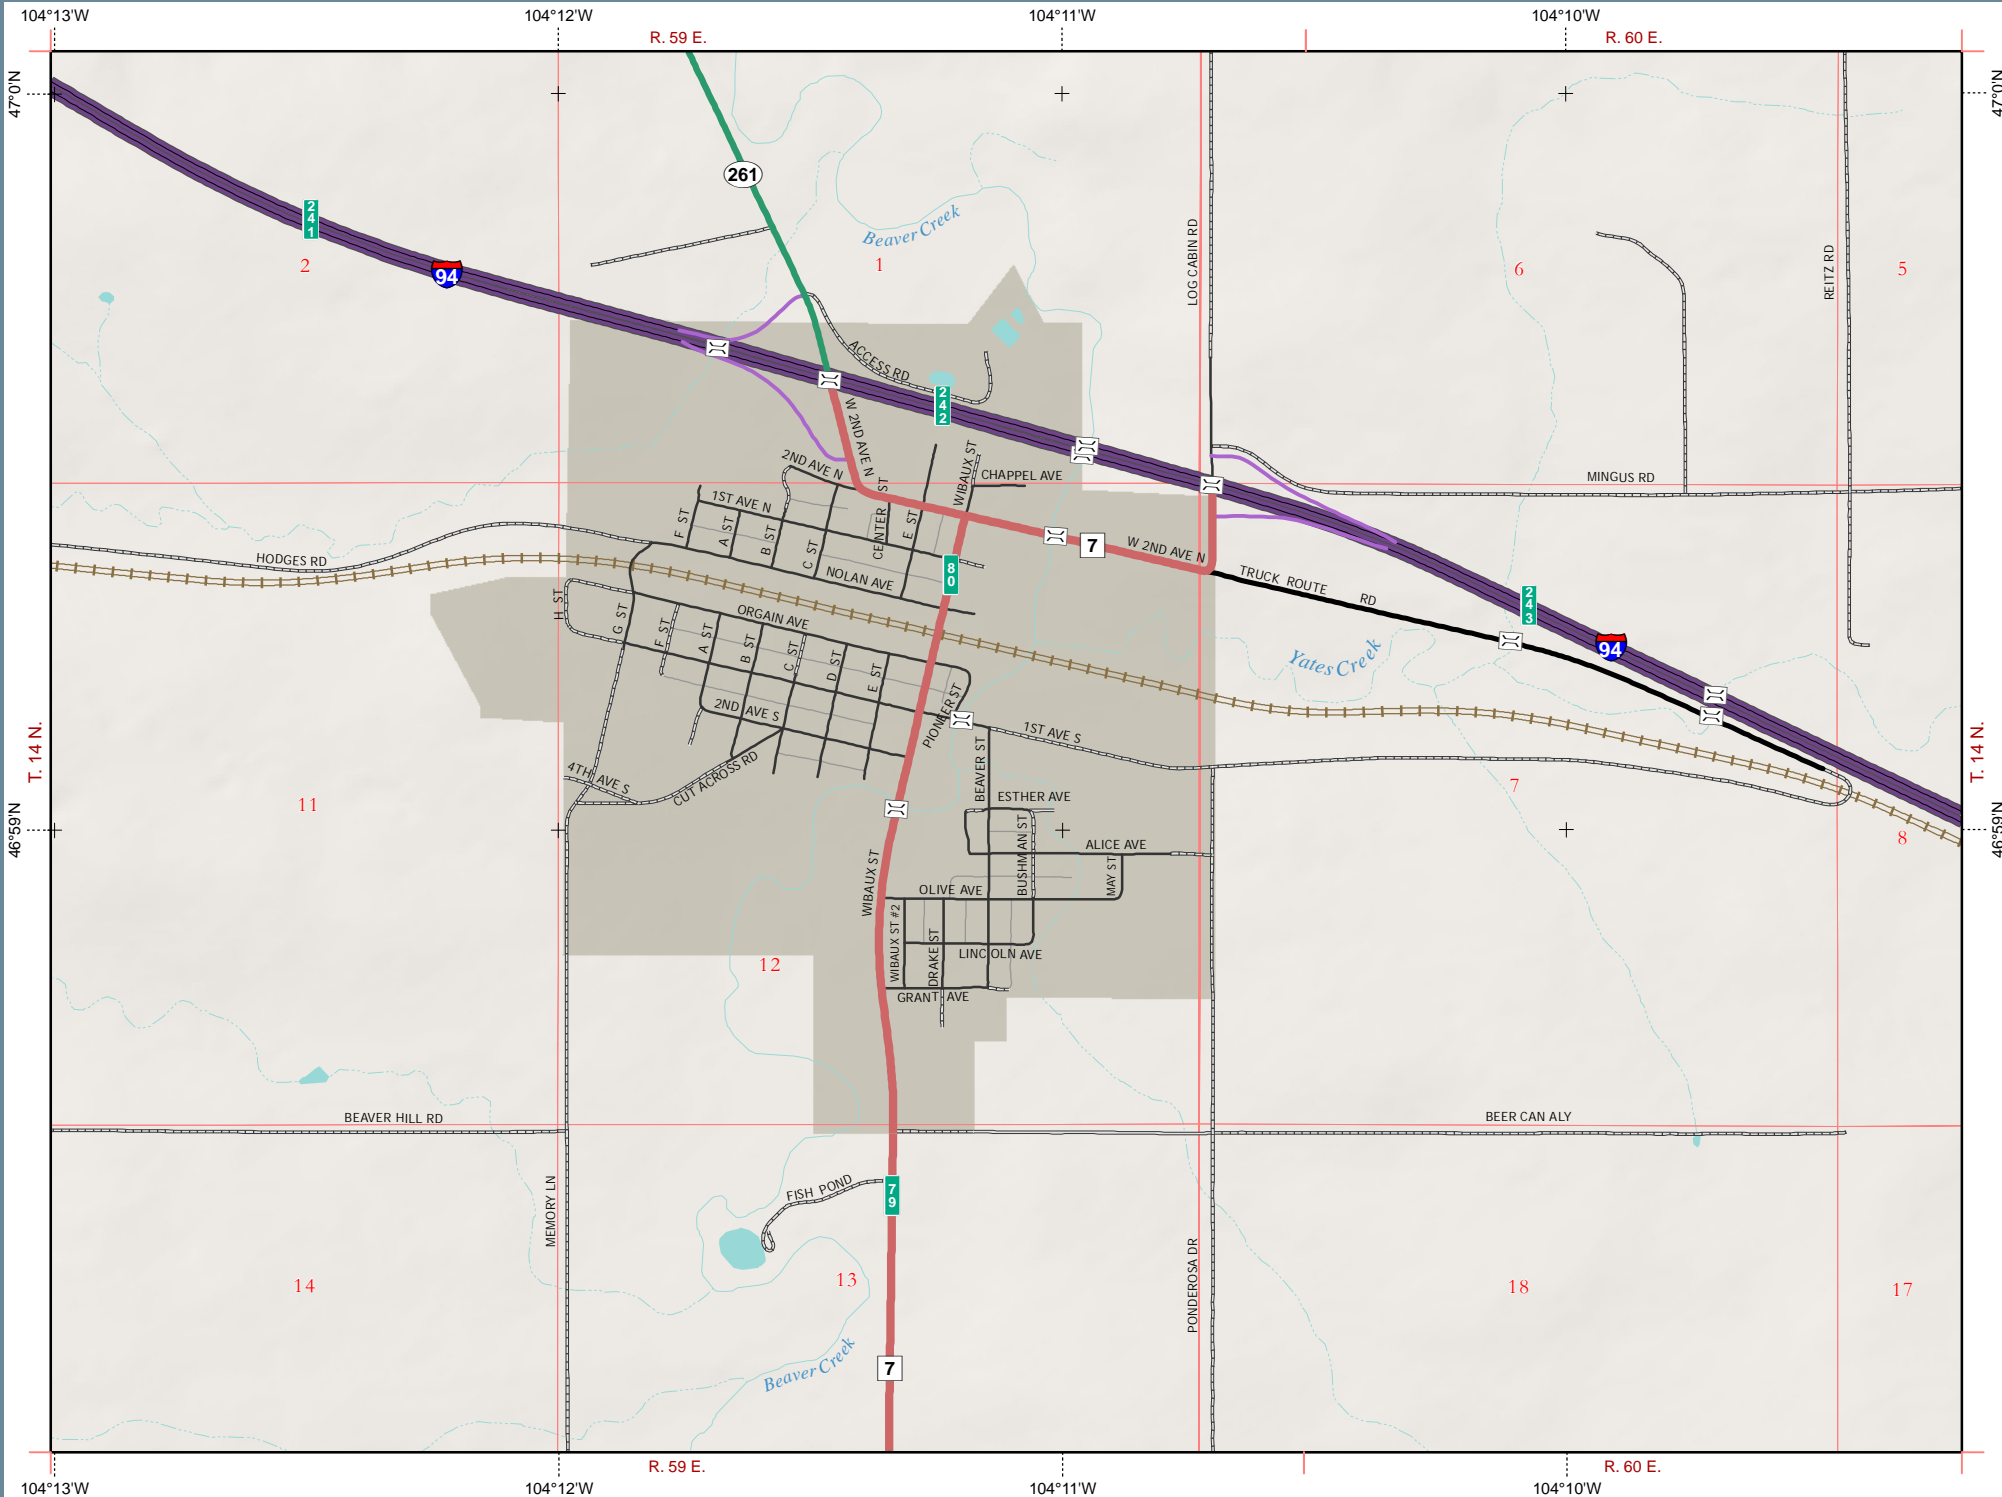 104°13'W
104°12'W
104°11'W
104°10'W
R. 59 E.
R. 60 E.
47°0'N
47°0'N
261
241
94
2
Beaver Creek
1
LOG CABIN RD
6
REITZ RD
5
ACCESS RD
242
W 2ND AVE N
2ND AVE N
WIBAUX ST
CHAPPEL AVE
MINGUS RD
1ST AVE N
F ST
A ST
B ST
C ST
CENTER ST
E ST
7
W 2ND AVE N
HODGES RD
NOLAN AVE
80
TRUCK ROUTE RD
243
94
H ST
G ST
ORGAIN AVE
F ST
A ST
B ST
C ST
D ST
E ST
Yates Creek
2ND AVE S
PIONEER ST
1ST AVE S
T. 14 N.
T. 14 N.
4TH AVE S
CUT ACROSS RD
BEAVER ST
ESTHER AVE
7
11
46°59'N
46°59'N
8
BUSHMAN ST
ALICE AVE
MAY ST
WIBAUX ST
OLIVE AVE
WIBAUX ST #2
DRAKE ST
LINCOLN AVE
12
GRANT AVE
BEAVER HILL RD
BEER CAN ALY
MEMORY LN
FISH POND
79
PONDEROSA DR
14
13
18
17
Beaver Creek
7
R. 59 E.
R. 60 E.
104°13'W
104°12'W
104°11'W
104°10'W